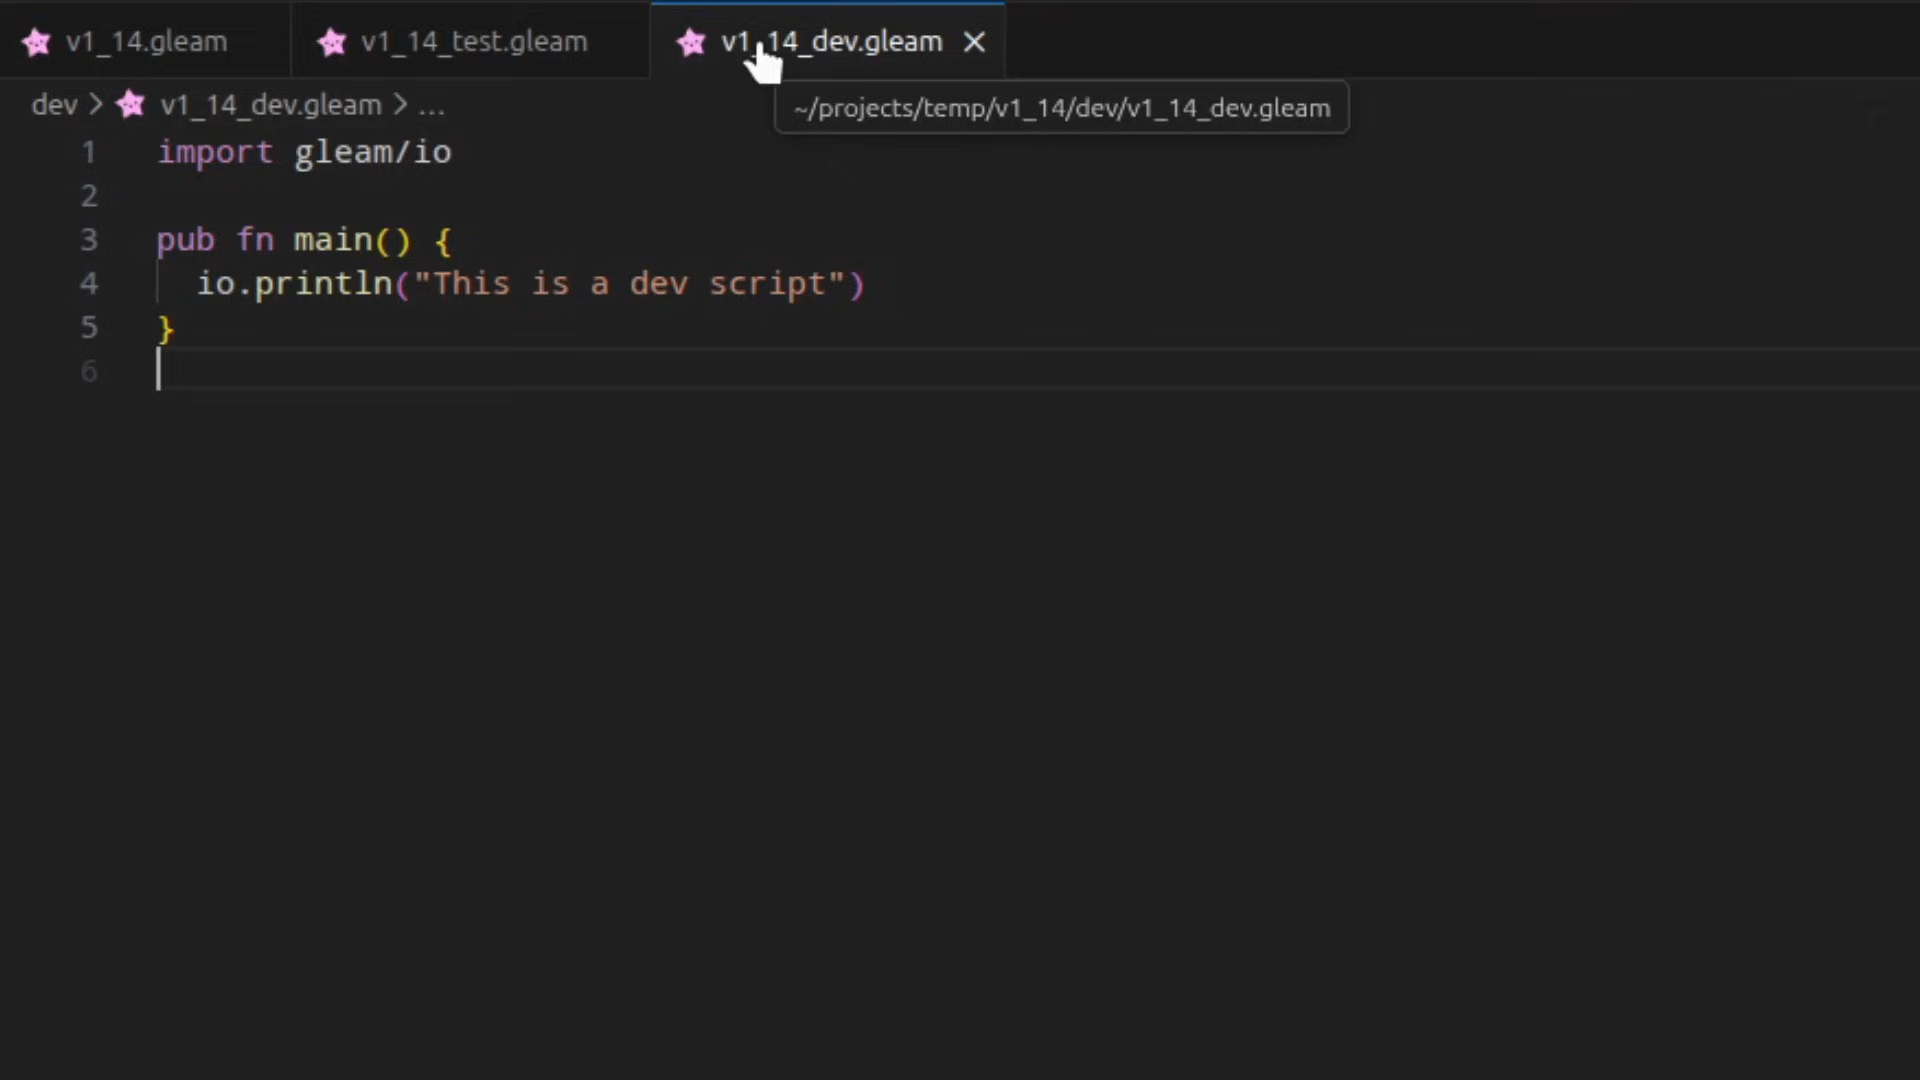 v1_14.gleam
v1_14_test.gleam
v1_14_dev.gleam ×
dev > v1_14_dev.gleam > ...
~/projects/temp/v1_14/dev/v1_14_dev.gleam
1 import gleam/io
2
3 pub fn main() {
4   io.println("This is a dev script")
5 }
6